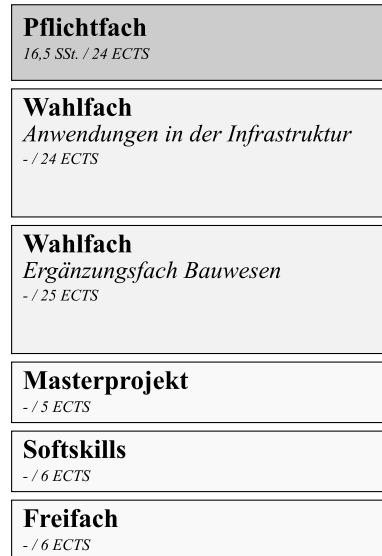 Pflichtfach
16,5 SSt. / 24 ECTS
Wahlfach
Anwendungen in der Infrastruktur
- / 24 ECTS
Wahlfach
Ergänzungsfach Bauwesen
- / 25 ECTS
Masterprojekt
- / 5 ECTS
Softskills
- / 6 ECTS
Freifach
- / 6 ECTS